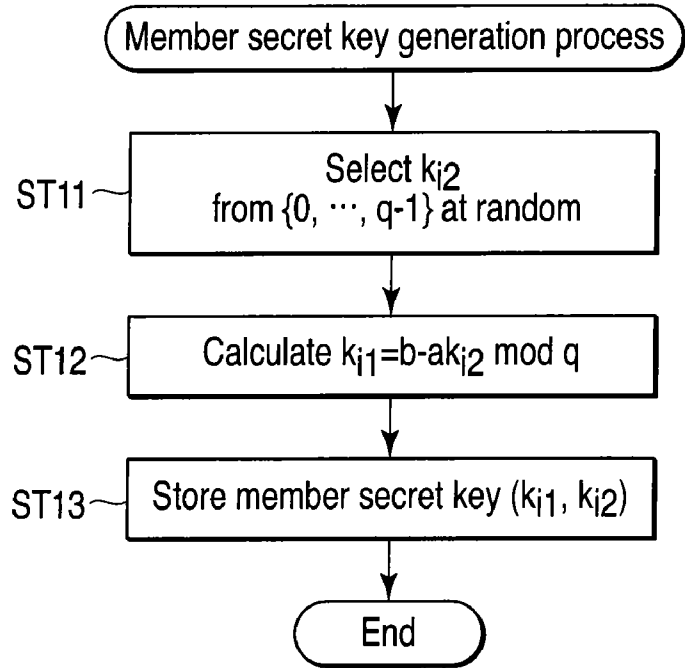 Member secret key generation process
ST11
Select ki2
from {0, ···, q-1} at random
ST12
Calculate ki1=b-aki2 mod q
ST13
Store member secret key (ki1, ki2)
End